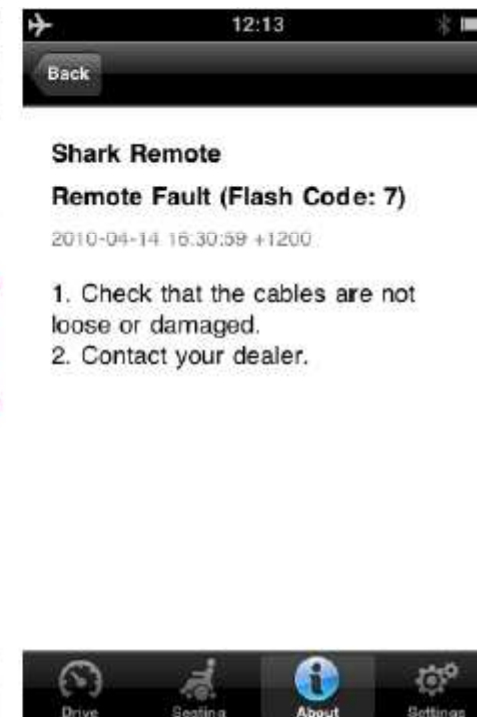 12:13
Back
Shark Remote
Remote Fault (Flash Code: 7)
2010-04-14 16:30:59 +1200
1. Check that the cables are not
loose or damaged.
2. Contact your dealer.
Drive Seating About Settings